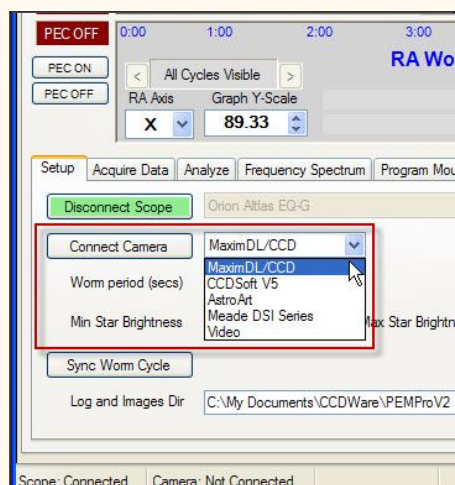 PEC OFF 0:00 1:00 2:00 3:00
RA Wo
PEC ON
< All Cycles Visible >
PEC OFF
RA Axis Graph Y-Scale
X 89.33
Setup Acquire Data Analyze Frequency Spectrum Program Mou
Disconnect Scope Orion Altlas EQ-G
Connect Camera MaximDL/CCD
MaximDL/CCD
Worm period (secs) CCDSoft V5
AstroArt
Min Star Brightness Meade DSI Series Max Star Brightn
Video
Sync Worm Cycle
Log and Images Dir C:\My Documents\CCDWare\PEMProV2
Scope: Connected Camera: Not Connected